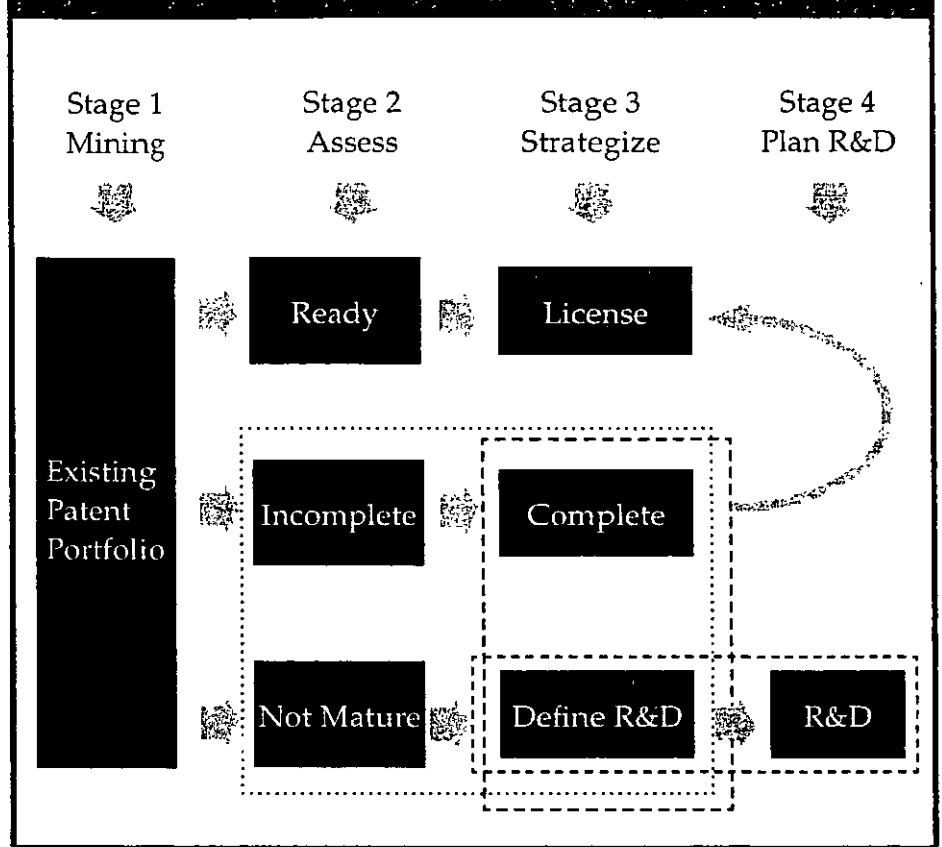 Stage 1
Mining
Stage 2
Assess
Stage 3
Strategize
Stage 4
Plan R&D
Existing
Patent
Portfolio
Ready
License
Incomplete
Complete
Not Mature
Define R&D
R&D